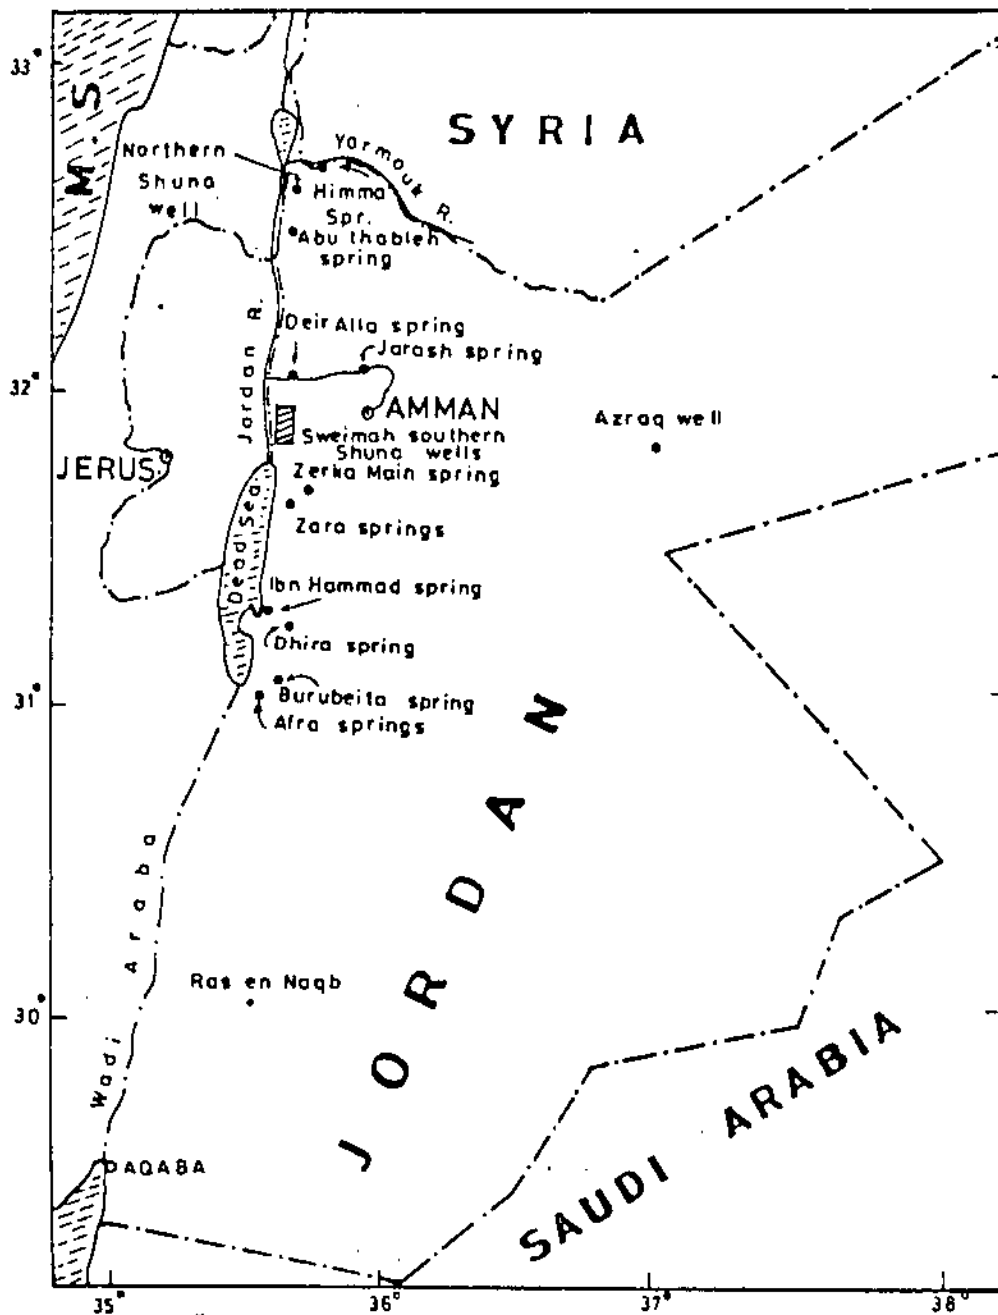 33°
M. S
SYRIA
Yarmouk R.
Northern
Shuna
well
Himma
Spr.
Abu thableh
spring
Jordan R.
Deir Alla spring
Jarash spring
32°
AMMAN
Azraq well
Sweimah southern
Shuna wells
JERUS
Zerka Main spring
Dead Sea
Zara springs
Ibn Hammad spring
Dhira spring
31°
Burubeita spring
Afra springs
JORDAN
Wadi Araba
Ras en Naqb
30°
SAUDI ARABIA
AQABA
35°
36°
37°
38°